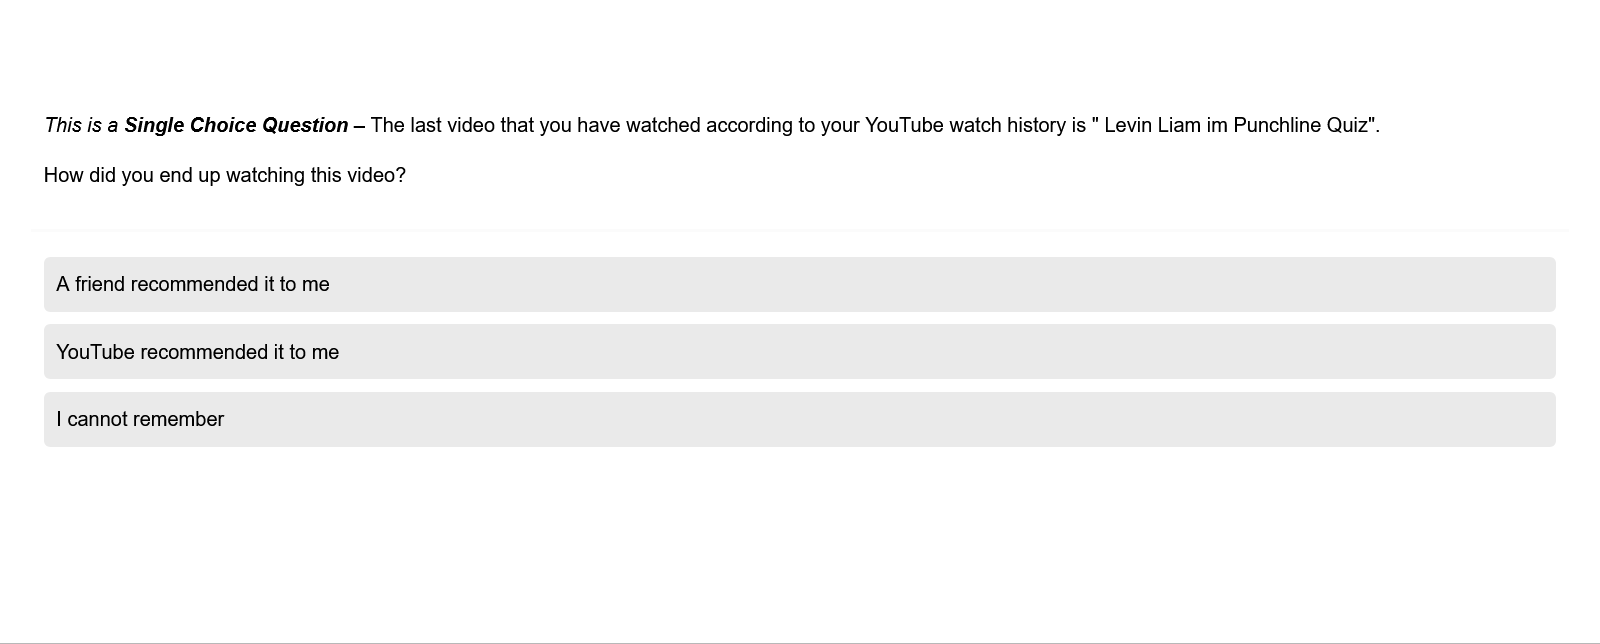 This is a Single Choice Question – The last video that you have watched according to your YouTube watch history is " Levin Liam im Punchline Quiz".
How did you end up watching this video?
A friend recommended it to me
YouTube recommended it to me
I cannot remember